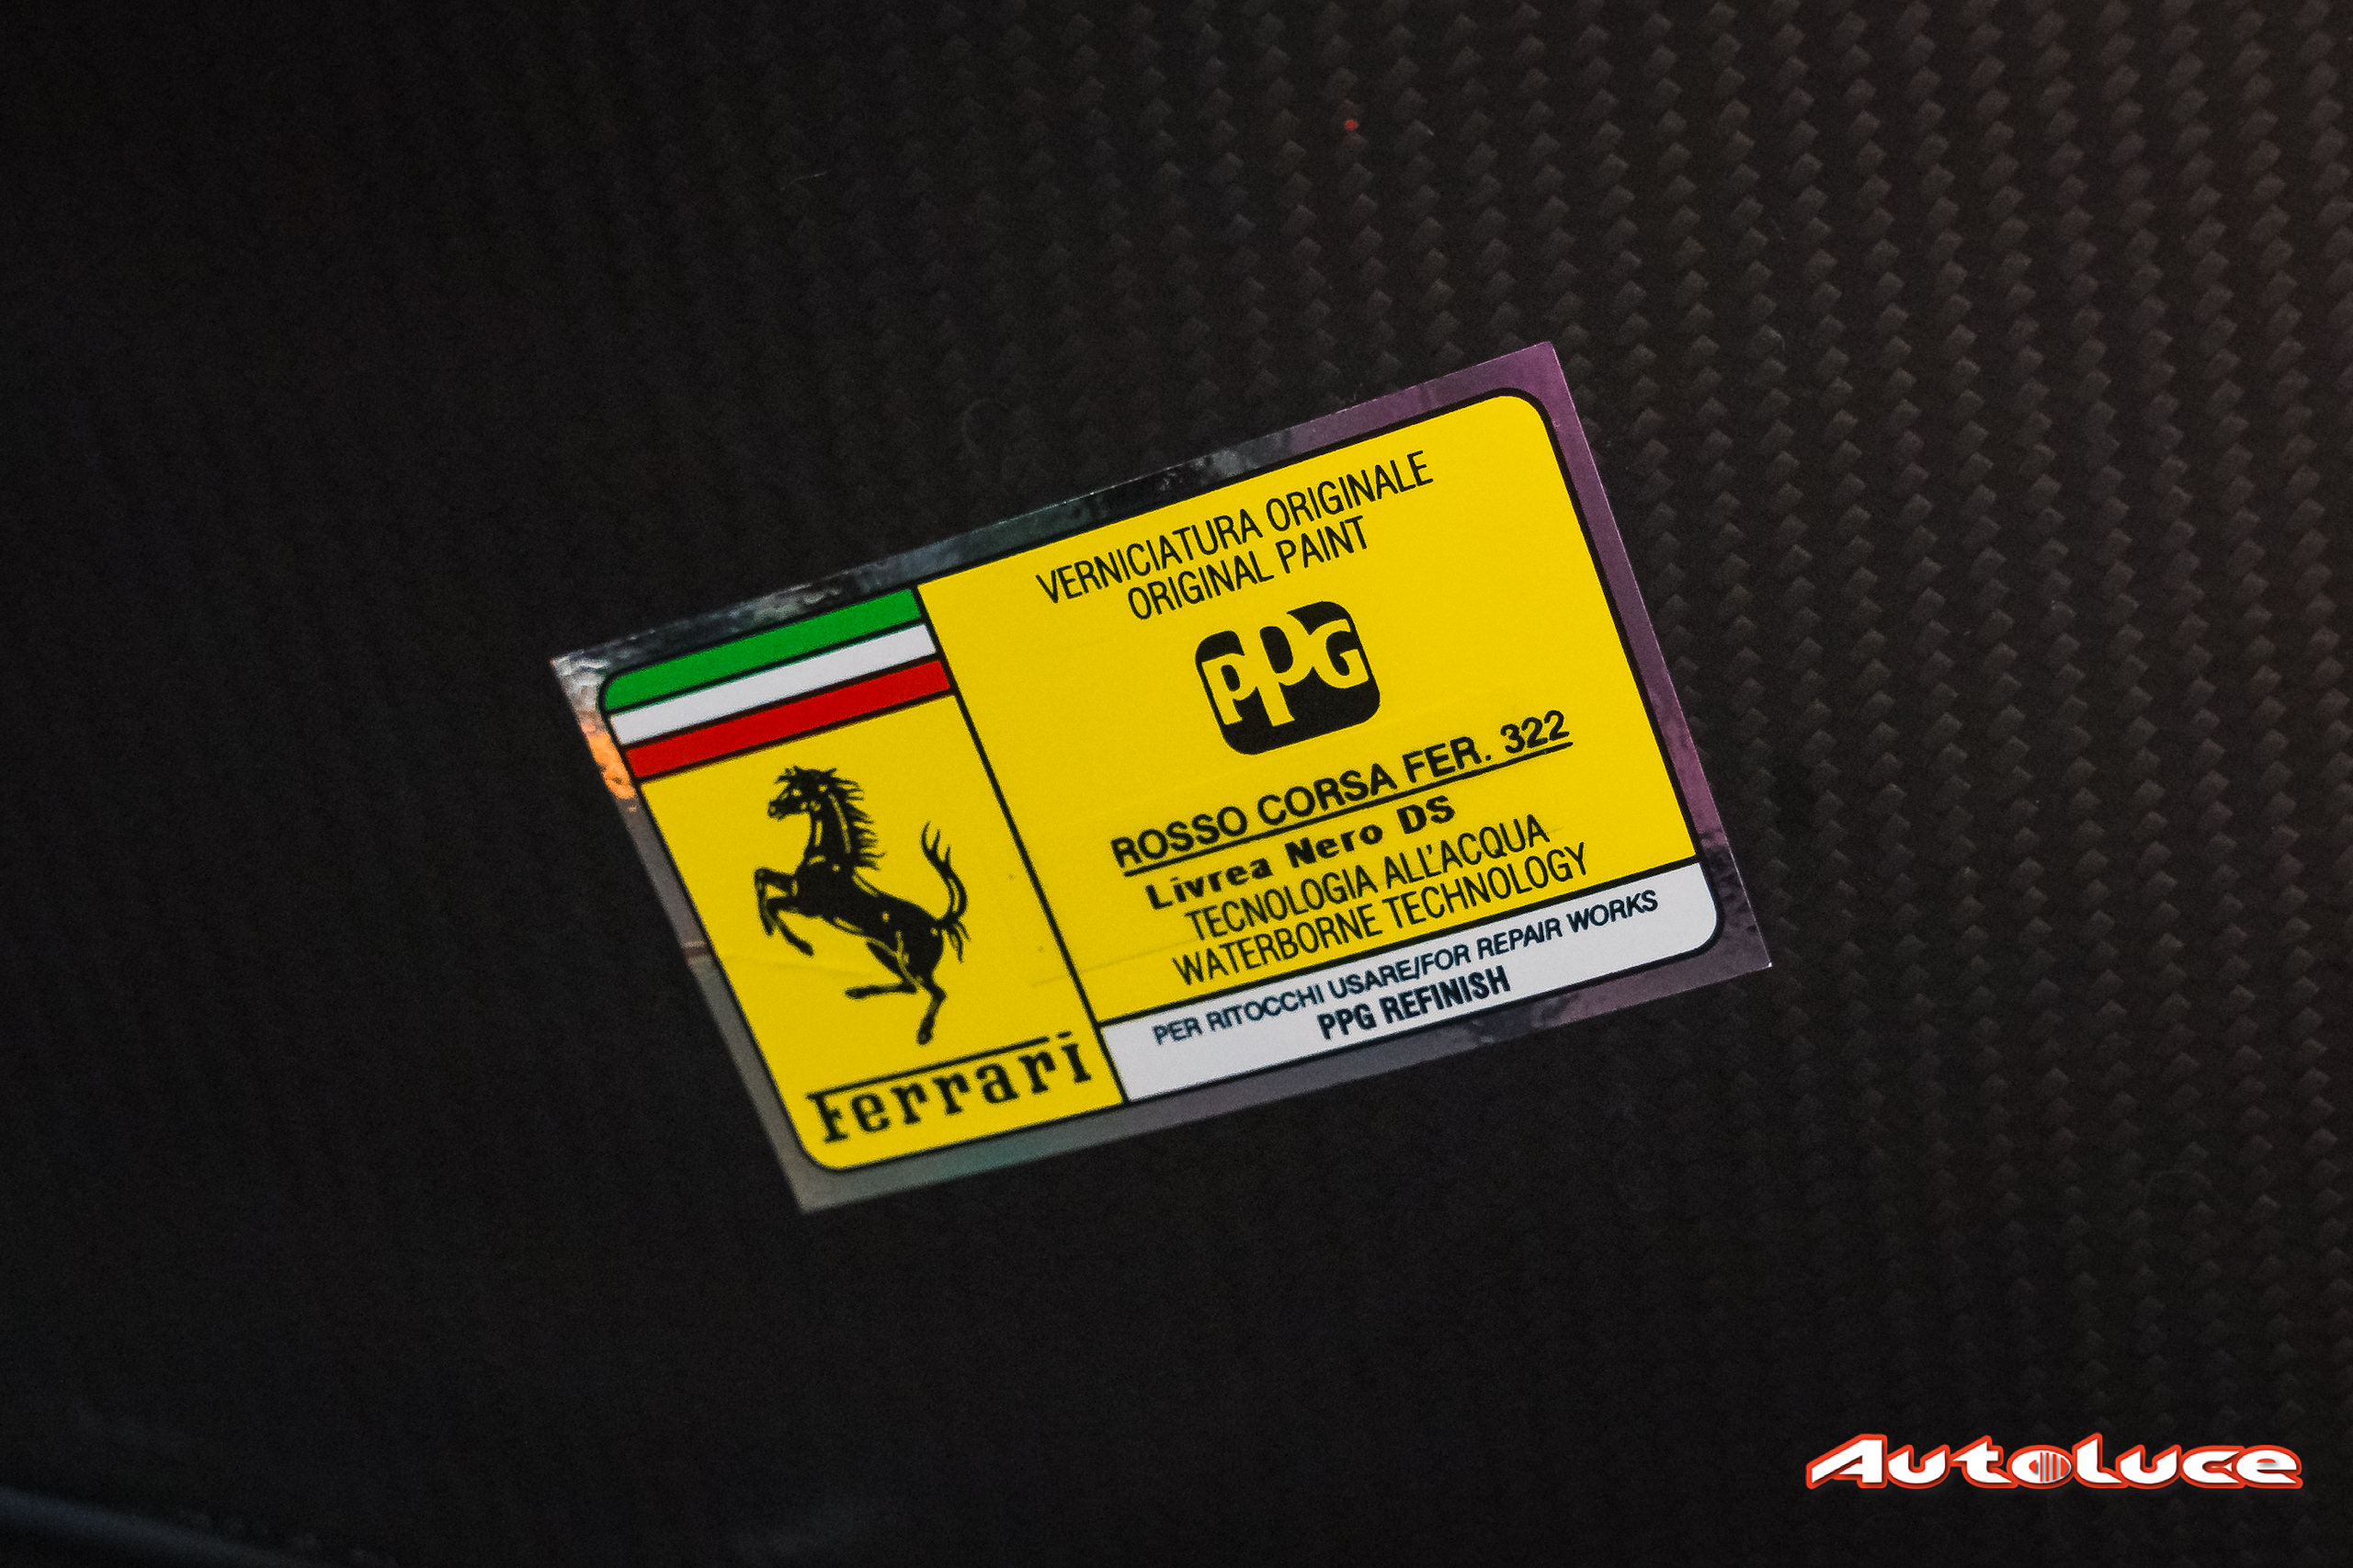 VERNICIATURA ORIGINALE
ORIGINAL PAINT
PPG
ROSSO CORSA FER. 322
Livrea Nero DS
TECNOLOGIA ALL'ACQUA
WATERBORNE TECHNOLOGY
PER RITOCCHI USARE/FOR REPAIR WORKS
PPG REFINISH
Ferrari
Autoluce